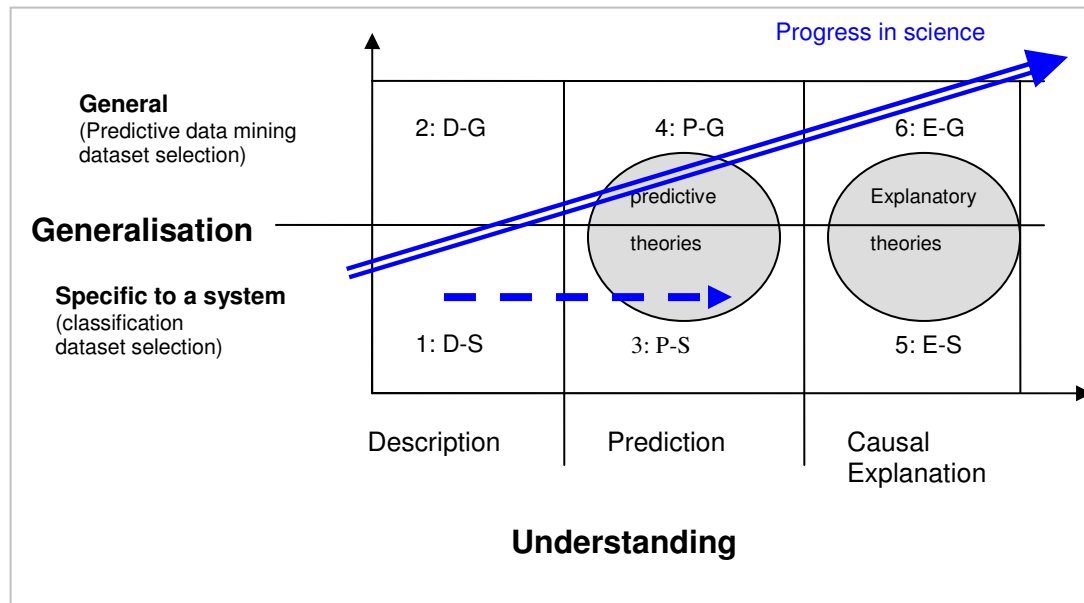 Progress in science
General
(Predictive data mining
dataset selection)
2: D-G
4: P-G
6: E-G
predictive
theories
Explanatory
theories
Generalisation
Specific to a system
(classification
dataset selection)
1: D-S
3: P-S
5: E-S
Description
Prediction
Causal
Explanation
Understanding